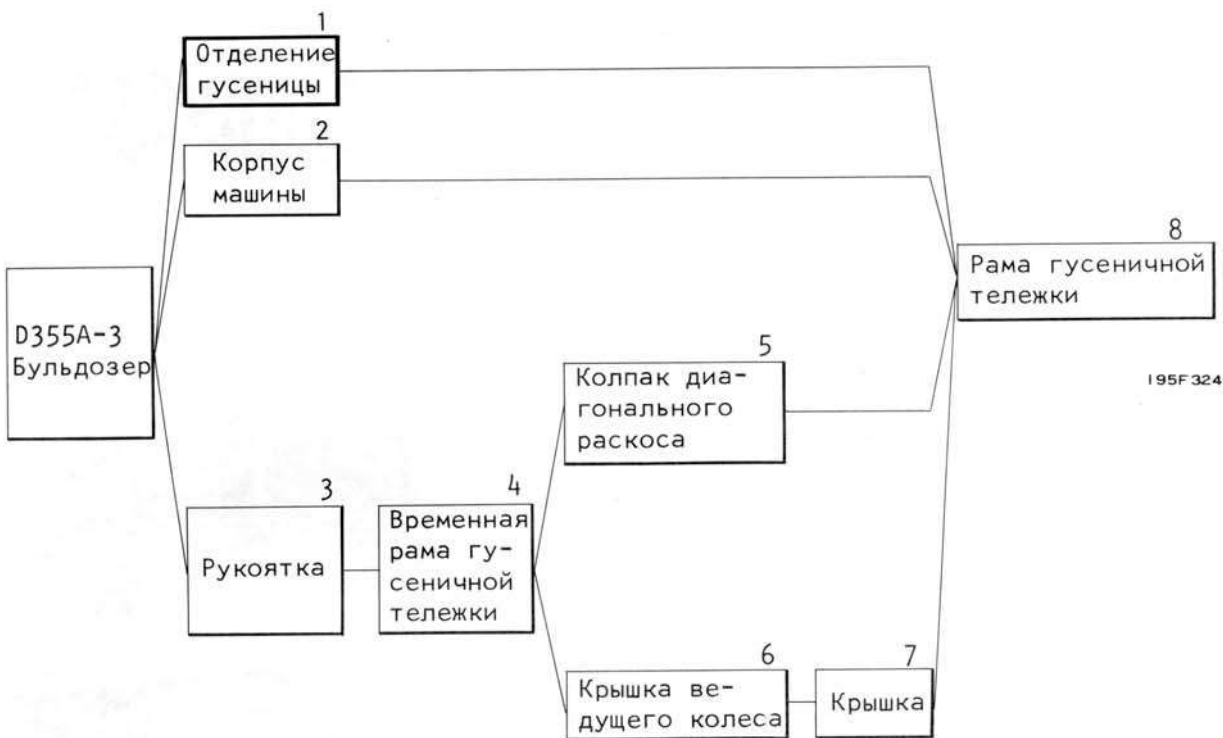 1
Отделение
гусеницы
2
Корпус
машины
8
Рама гусеничной
тележки
D355A-3
Бульдозер
5
Колпак диа-
гонального
раскоса
195F324
3
Рукоятка
4
Временная
рама гу-
сеничной
тележки
6
Крышка ве-
дущего колеса
7
Крышка